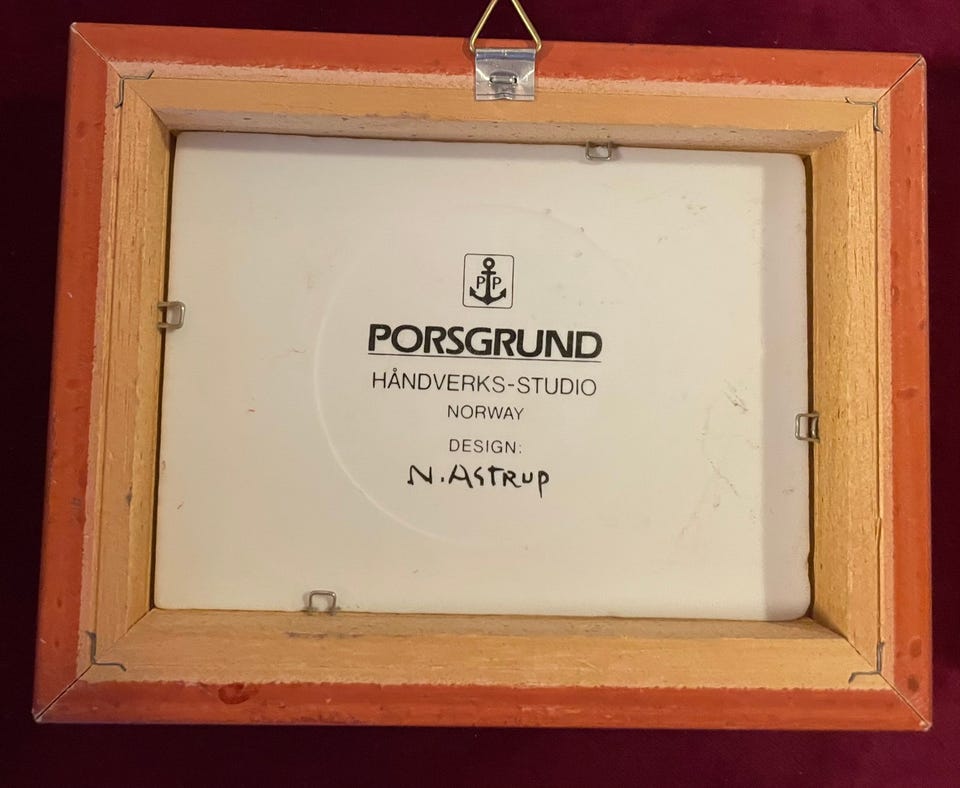 PP
PORSGRUND
HÅNDVERKS-STUDIO
NORWAY
DESIGN:
N. ASTRUP